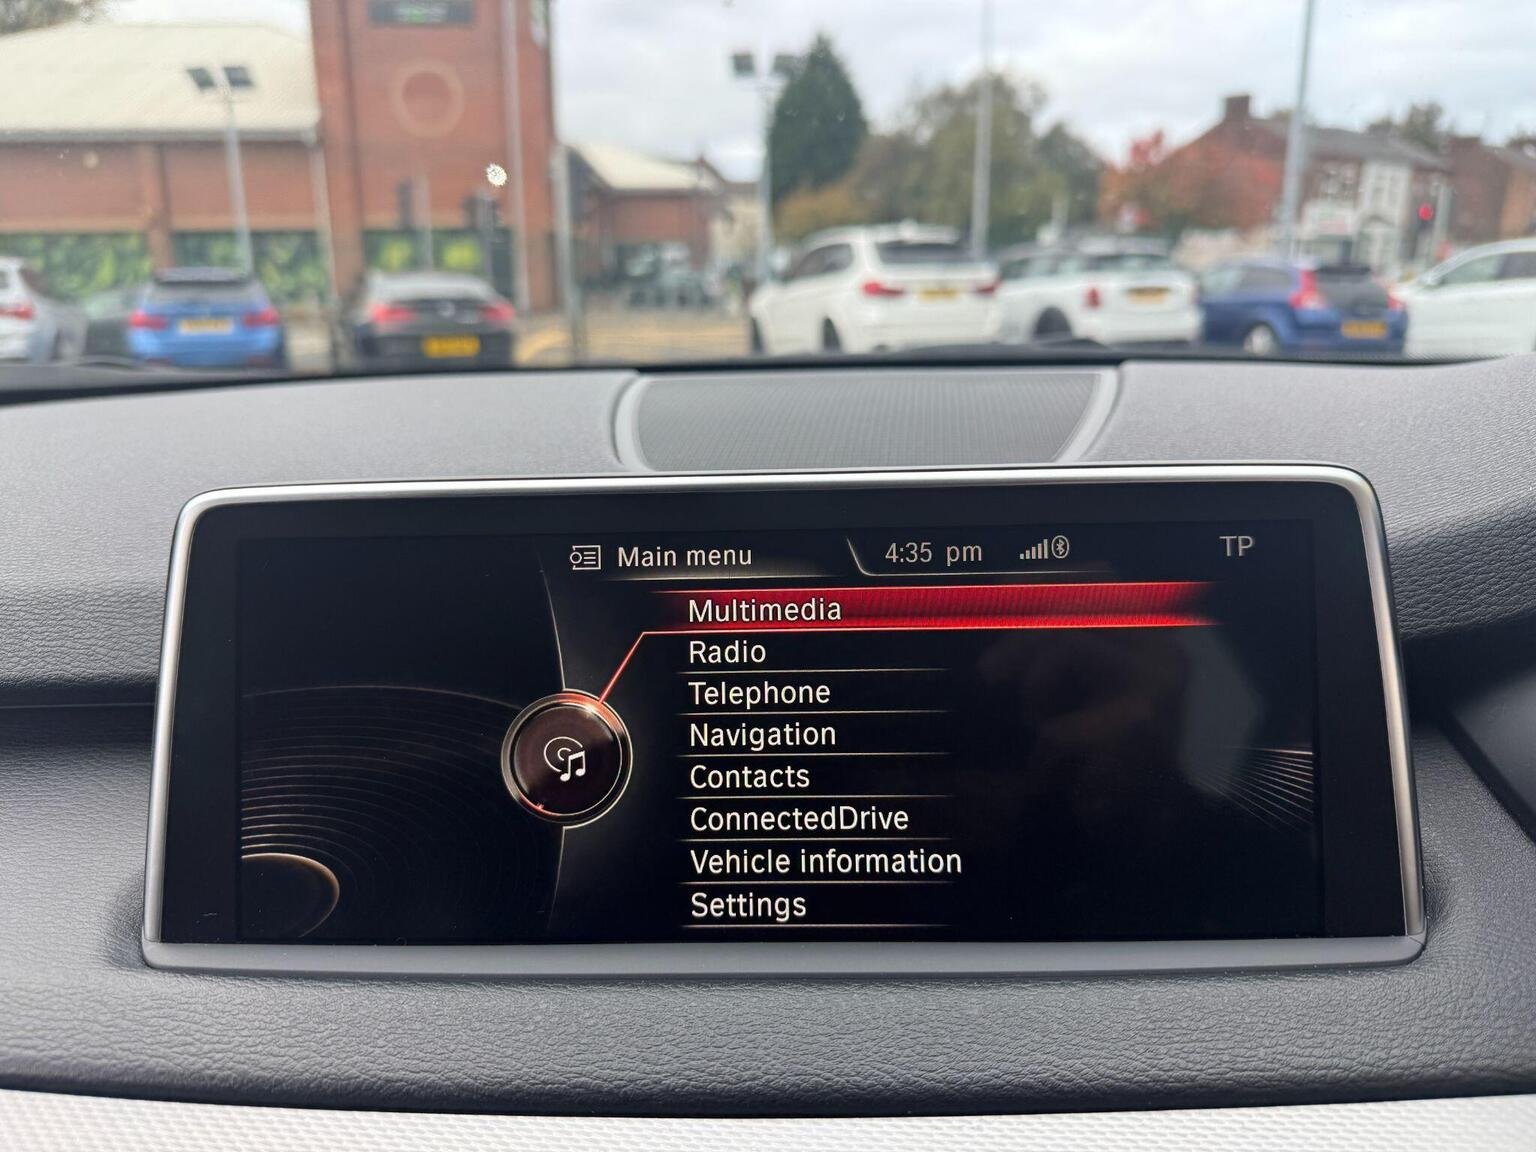 Main menu
4:35 pm
TP
Multimedia
Radio
Telephone
Navigation
Contacts
ConnectedDrive
Vehicle information
Settings